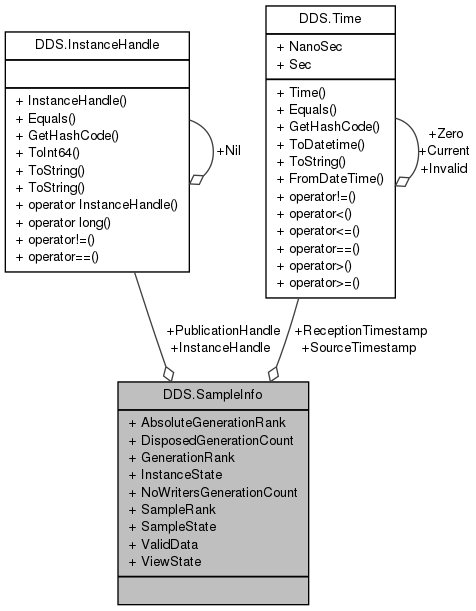 DDS.InstanceHandle
+ InstanceHandle()
+ Equals()
+ GetHashCode()
+ ToInt64()
+ ToString()
+ ToString()
+ operator InstanceHandle()
+ operator long()
+ operator!=()
+ operator==()
+Nil
DDS.Time
+ NanoSec
+ Sec
+ Time()
+ Equals()
+ GetHashCode()
+ ToDatetime()
+ ToString()
+ FromDateTime()
+ operator!=()
+ operator<()
+ operator<=()
+ operator==()
+ operator>()
+ operator>=()
+Zero
+Current
+Invalid
+PublicationHandle
+InstanceHandle
+ReceptionTimestamp
+SourceTimestamp
DDS.SampleInfo
+ AbsoluteGenerationRank
+ DisposedGenerationCount
+ GenerationRank
+ InstanceState
+ NoWritersGenerationCount
+ SampleRank
+ SampleState
+ ValidData
+ ViewState